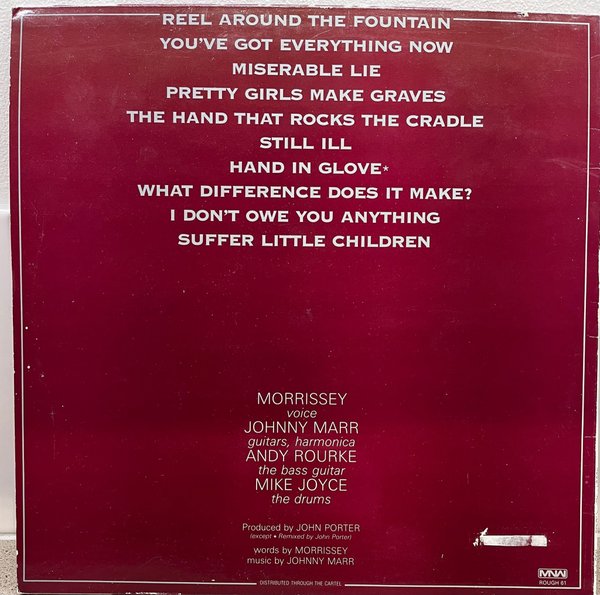 REEL AROUND THE FOUNTAIN
YOU'VE GOT EVERYTHING NOW
MISERABLE LIE
PRETTY GIRLS MAKE GRAVES
THE HAND THAT ROCKS THE CRADLE
STILL ILL
HAND IN GLOVE*
WHAT DIFFERENCE DOES IT MAKE?
I DON'T OWE YOU ANYTHING
SUFFER LITTLE CHILDREN
MORRISSEY
voice
JOHNNY MARR
guitars, harmonica
ANDY ROURKE
the bass guitar
MIKE JOYCE
the drums
Produced by JOHN PORTER
(except • Remixed by John Porter)
words by MORRISSEY
music by JOHNNY MARR
DISTRIBUTED THROUGH THE CARTEL
MNW
ROUGH 61